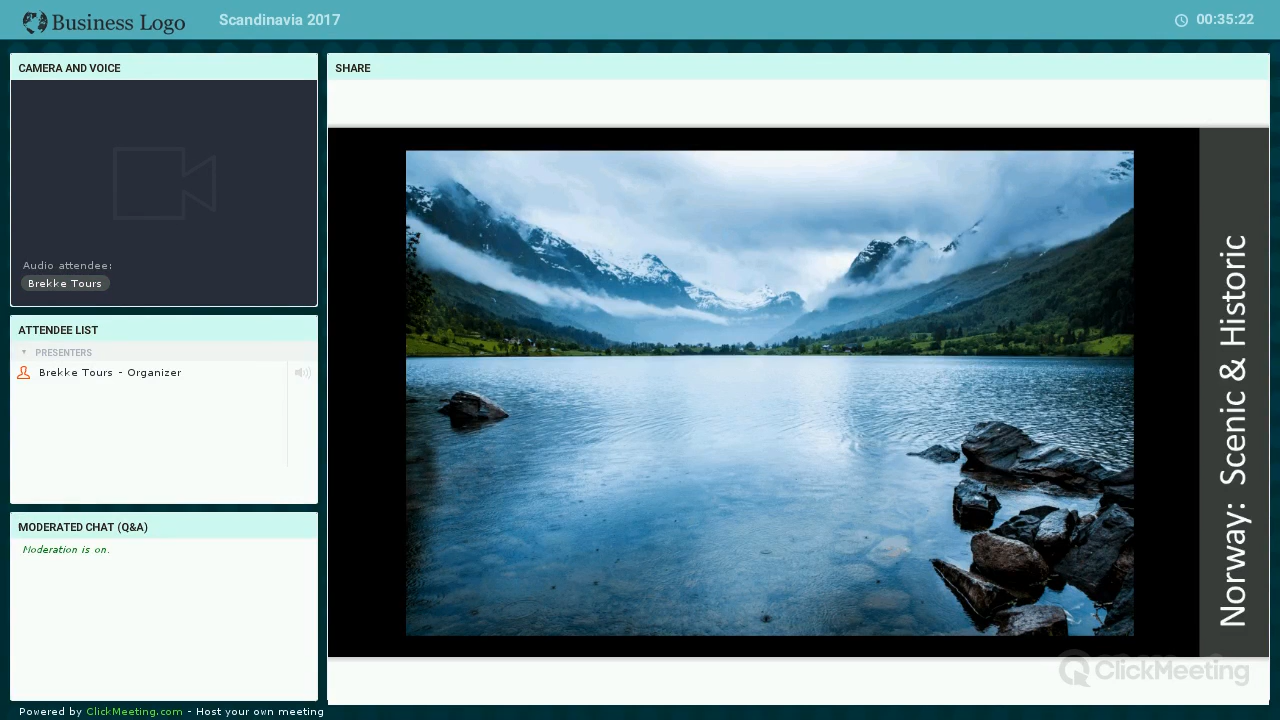 Business Logo
Scandinavia 2017
00:35:22
CAMERA AND VOICE
Audio attendee:
Brekke Tours
ATTENDEE LIST
PRESENTERS
Brekke Tours - Organizer
MODERATED CHAT (Q&A)
Moderation is on.
SHARE
Norway: Scenic & Historic
ClickMeeting
Powered by ClickMeeting.com - Host your own meeting